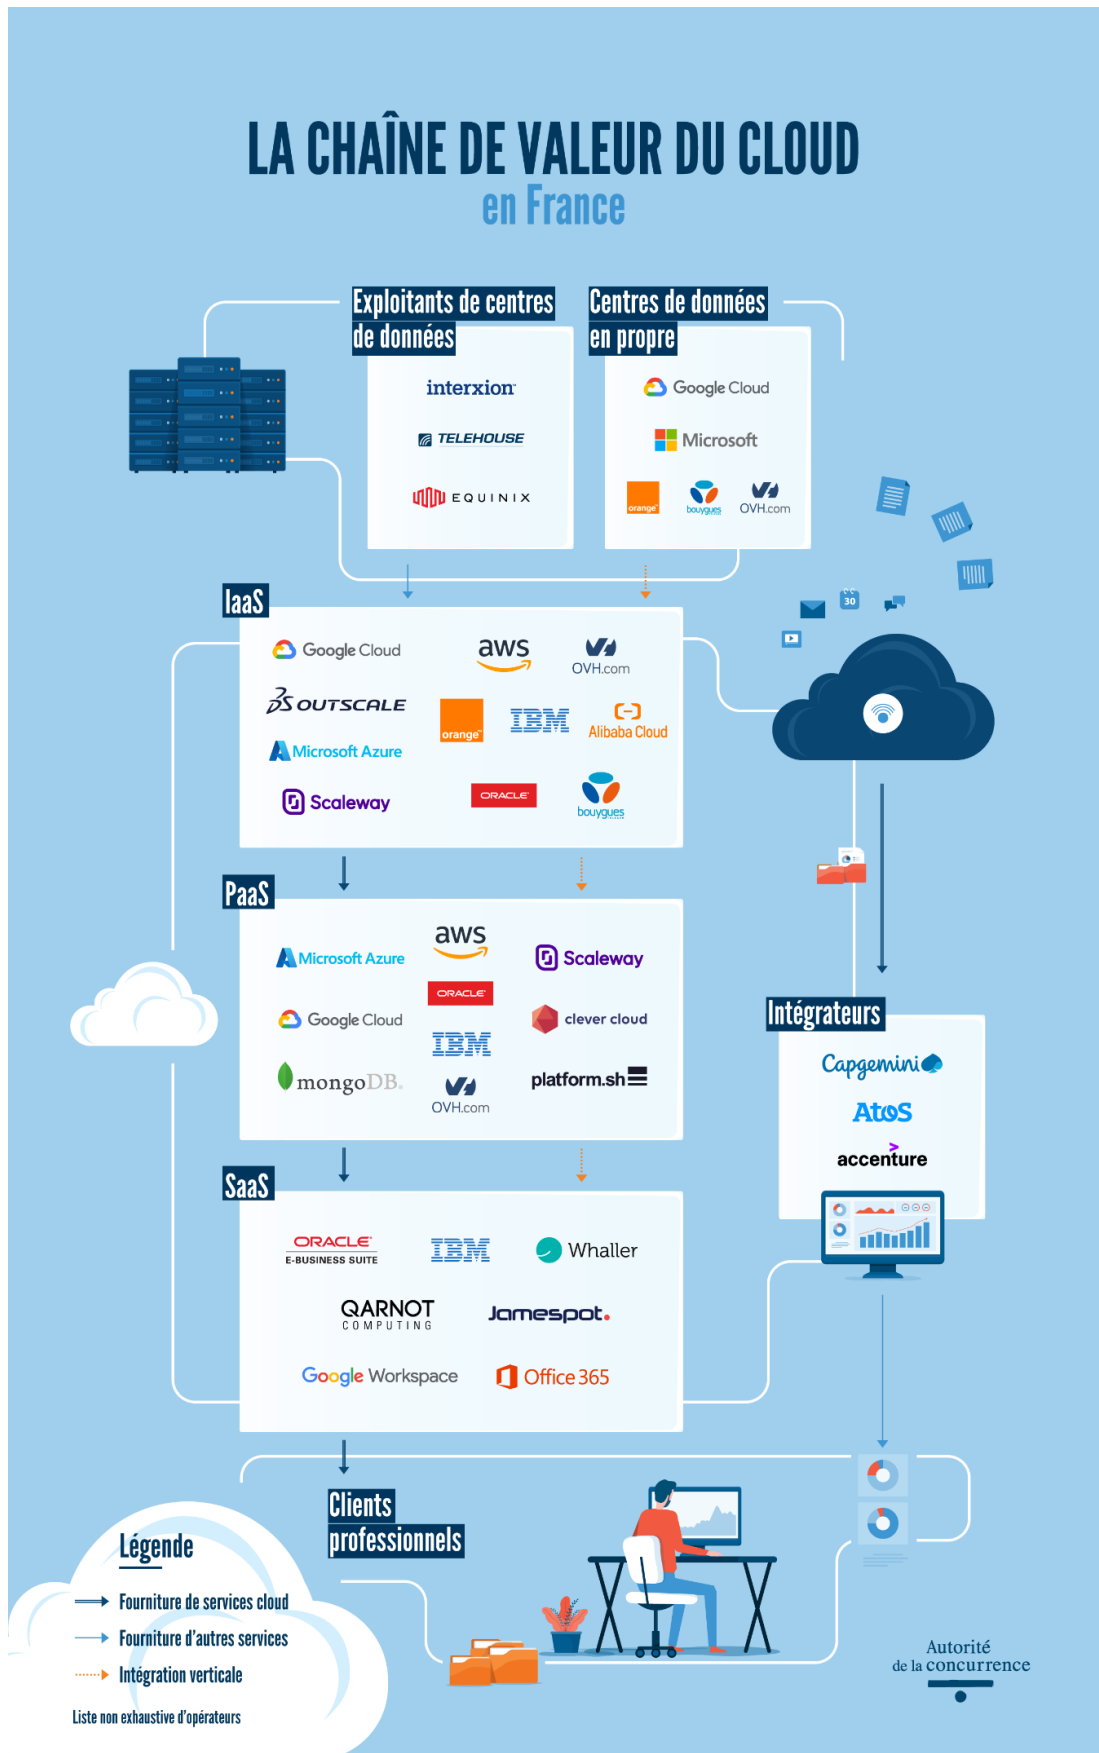 LA CHAÎNE DE VALEUR DU CLOUD
en France
Exploitants de centres
de données
interxion
TELEHOUSE
EQUINIX
Centres de données
en propre
Google Cloud
Microsoft
orange
bouygues
OVH.com
30
IaaS
Google Cloud
aws
OVH.com
3DS OUTSCALE
orange
IBM
Alibaba Cloud
Microsoft Azure
Scaleway
ORACLE
bouygues
PaaS
Microsoft Azure
aws
Scaleway
ORACLE
Google Cloud
clever cloud
IBM
mongoDB.
platform.sh
OVH.com
Intégrateurs
Capgemini
Atos
accenture
SaaS
ORACLE
E-BUSINESS SUITE
IBM
Whaller
QARNOT
COMPUTING
Jamespot.
Google Workspace
Office 365
Clients
professionnels
Légende
Fourniture de services cloud
Fourniture d'autres services
Intégration verticale
Liste non exhaustive d'opérateurs
Autorité
de la concurrence